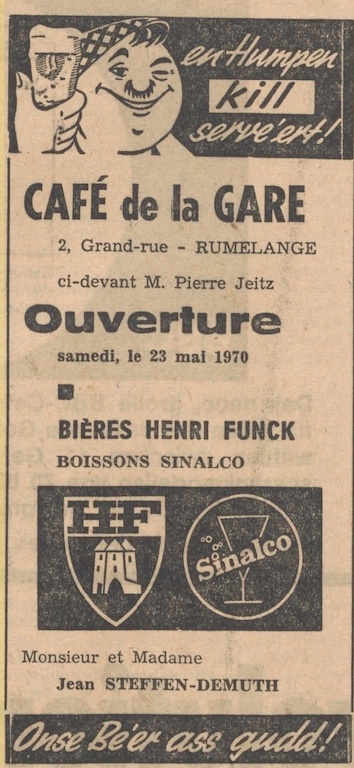 en Humpen
kill
servé'ert!
CAFÉ de la GARE
2, Grand-rue - RUMELANGE
ci-devant M. Pierre Jeitz
Ouverture
samedi, le 23 mai 1970
BIÈRES HENRI FUNCK
BOISSONS SINALCO
HF
Sinalco
Monsieur et Madame
Jean STEFFEN-DEMUTH
Onse Bé'er ass gudd!